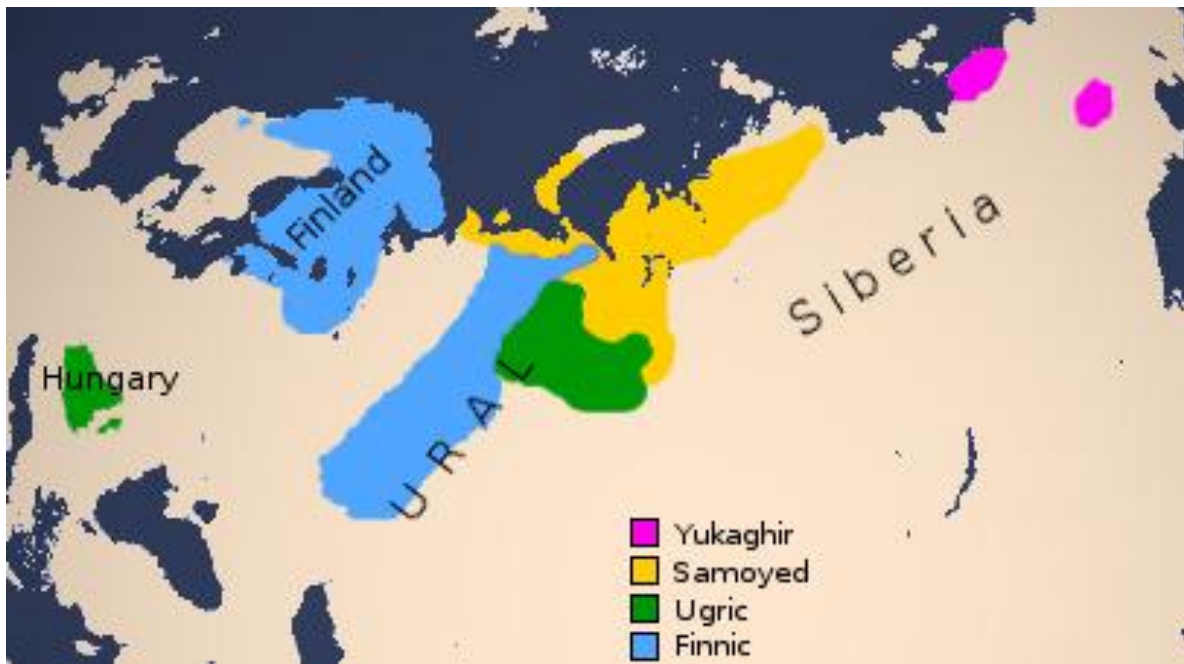 Finland
Siberia
Hungary
URAL
Yukaghir
Samoyed
Ugric
Finnic